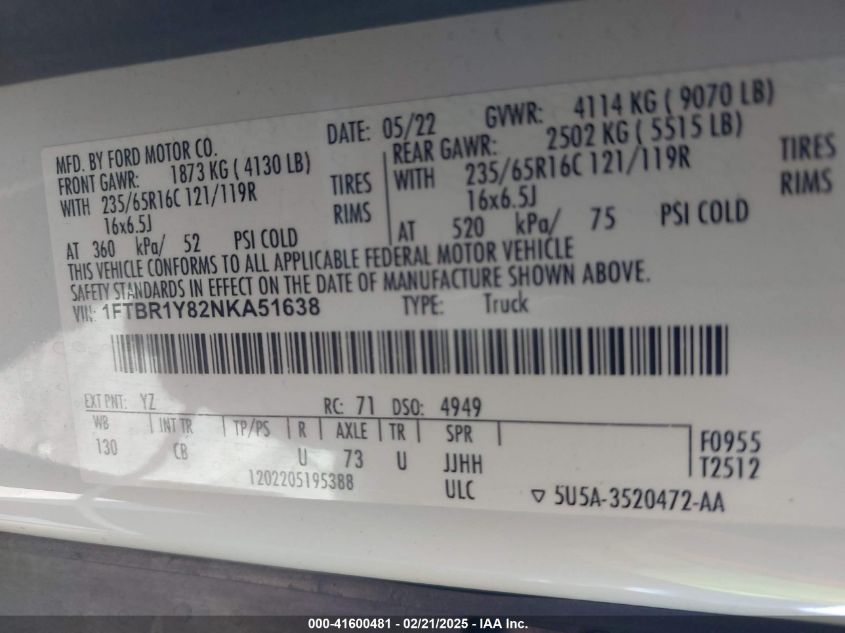 MFD. BY FORD MOTOR CO. DATE: 05/22 GVWR: 4114 KG ( 9070 LB)
FRONT GAWR: 1873 KG ( 4130 LB) REAR GAWR: 2502 KG ( 5515 LB)
WITH 235/65R16C 121/119R TIRES WITH 235/65R16C 121/119R TIRES
16x6.5J RIMS 16x6.5J RIMS
AT 360 kPa/ 52 PSI COLD AT 520 kPa/ 75 PSI COLD
THIS VEHICLE CONFORMS TO ALL APPLICABLE FEDERAL MOTOR VEHICLE
SAFETY STANDARDS IN EFFECT ON THE DATE OF MANUFACTURE SHOWN ABOVE.
VIN: 1FTBR1Y82NKA51638 TYPE: Truck
EXT PNT: YZ RC: 71 DSO: 4949
WB INT TR TP/PS R AXLE TR SPR
130 CB U 73 U JJHH F0955
1202205195388 ULC T2512
5U5A-3520472-AA
000-41600481 - 02/21/2025 - IAA Inc.